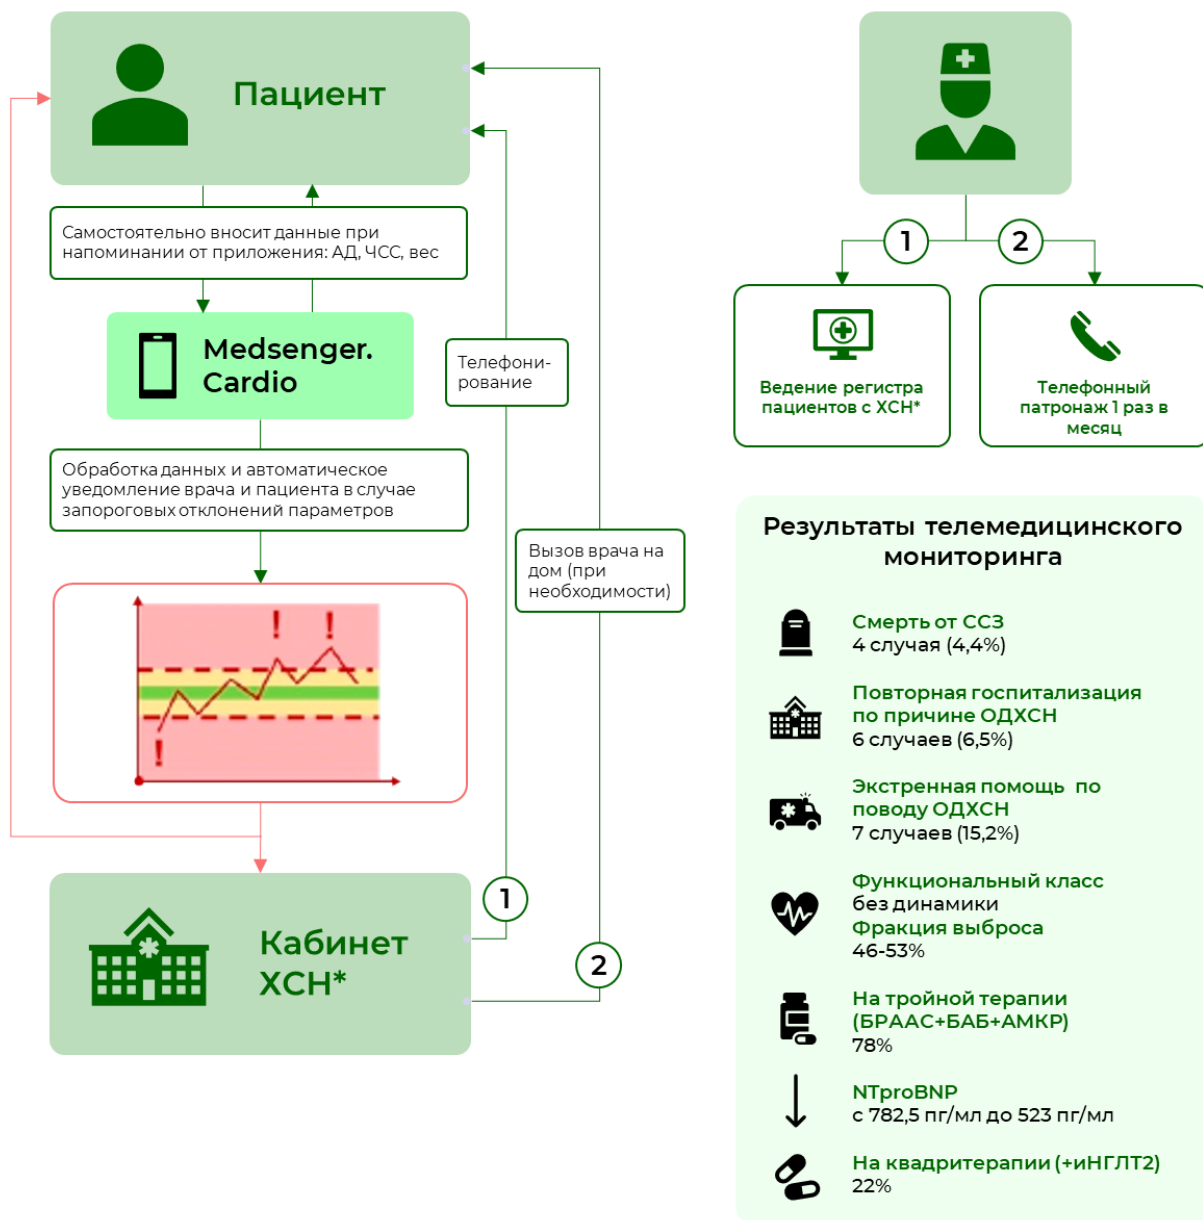 Пациент
Самостоятельно вносит данные при
напоминании от приложения: АД, ЧСС, вес
Medsenger.
Cardio
Обработка данных и автоматическое
уведомление врача и пациента в случае
запороговых отклонений параметров
Телефони-
рование
Вызов врача на
дом (при
необходимости)
!
!
!
Кабинет
ХСН*
1
2
1
2
Ведение регистра
пациентов с ХСН*
Телефонный
патронаж 1 раз в
месяц
Результаты телемедицинского
мониторинга
Смерть от ССЗ
4 случая (4,4%)
Повторная госпитализация
по причине ОДХСН
6 случаев (6,5%)
Экстренная помощь по
поводу ОДХСН
7 случаев (15,2%)
Функциональный класс
без динамики
Фракция выброса
46-53%
На тройной терапии
(БРААС+БАБ+АМКР)
78%
NTproBNP
с 782,5 пг/мл до 523 пг/мл
На квадритерапии (+иНГЛТ2)
22%